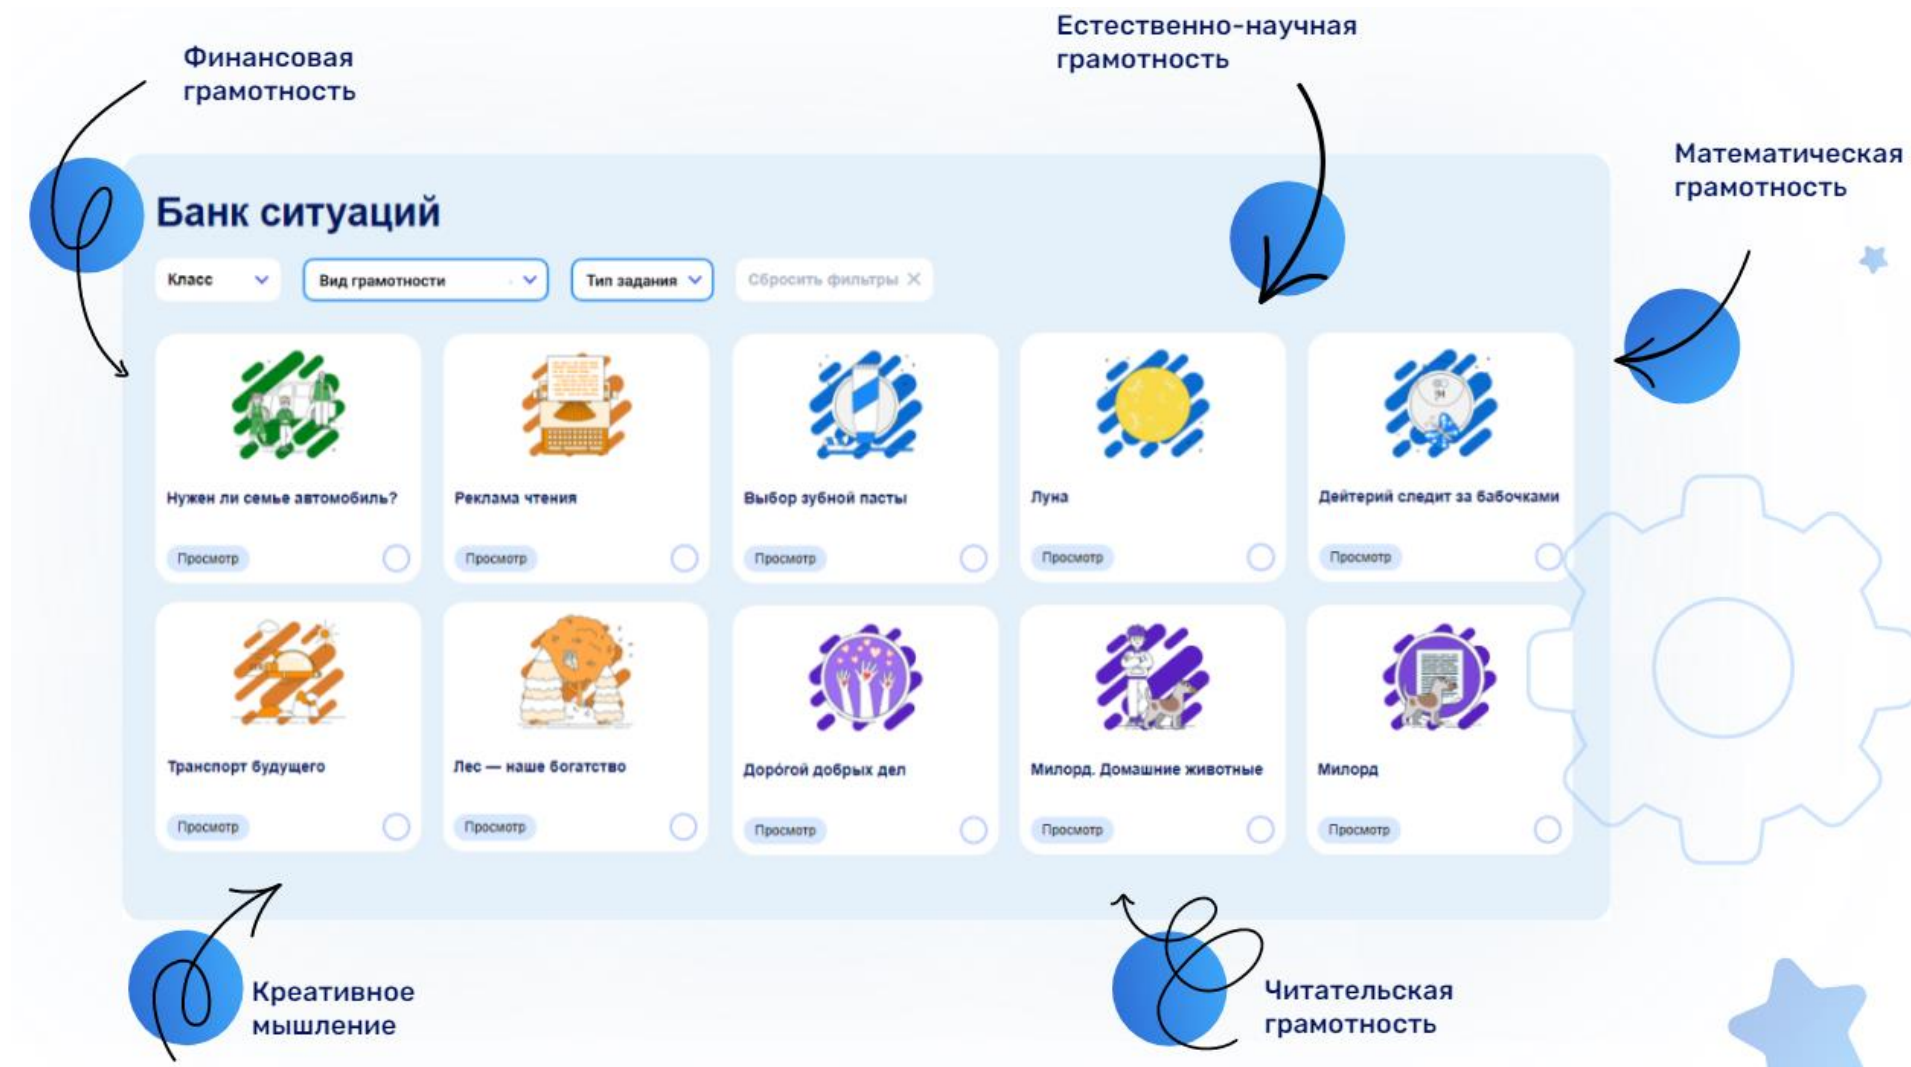 Финансовая
грамотность
Естественно-научная
грамотность
Математическая
грамотность
Банк ситуаций
Класс
Вид грамотности
Тип задания
Сбросить фильтры ×
Нужен ли семье автомобиль?
Просмотр
Реклама чтения
Просмотр
Выбор зубной пасты
Просмотр
Луна
Просмотр
Дейтерий следит за бабочками
Просмотр
Транспорт будущего
Просмотр
Лес — наше богатство
Просмотр
Доро́гой добрых дел
Просмотр
Милорд. Домашние животные
Просмотр
Милорд
Просмотр
Креативное
мышление
Читательская
грамотность